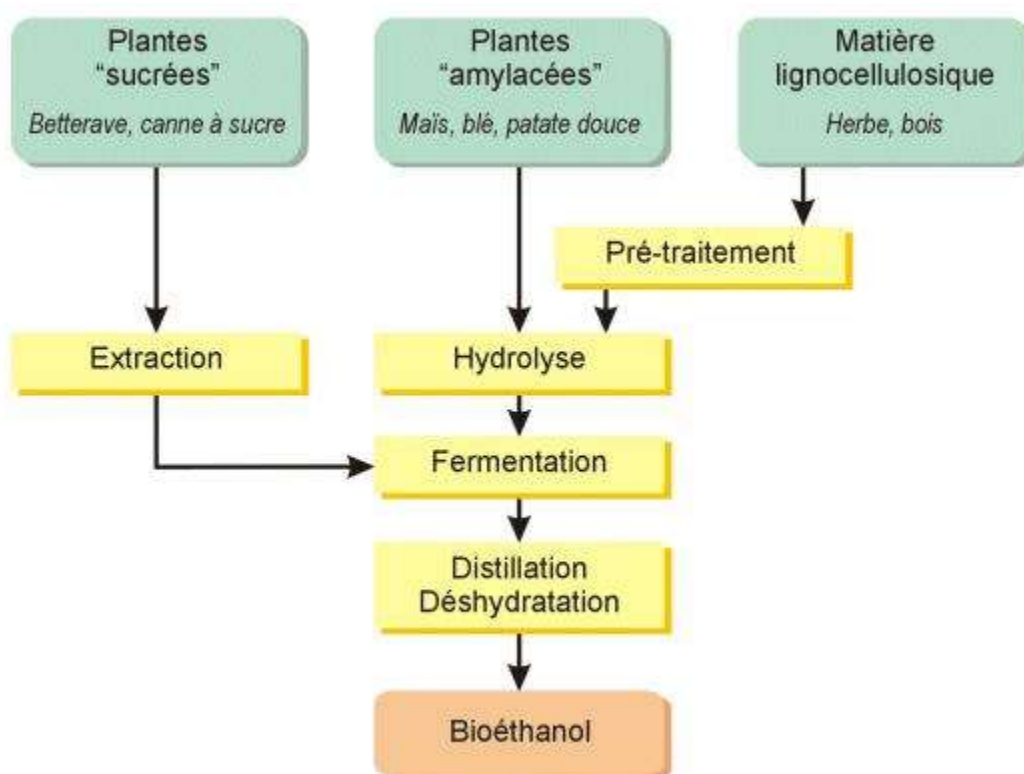 Plantes
“sucrées”
Betterave, canne à sucre
Plantes
“amylacées”
Maïs, blé, patate douce
Matière
lignocellulosique
Herbe, bois
Pré-traitement
Extraction
Hydrolyse
Fermentation
Distillation
Déshydratation
Bioéthanol